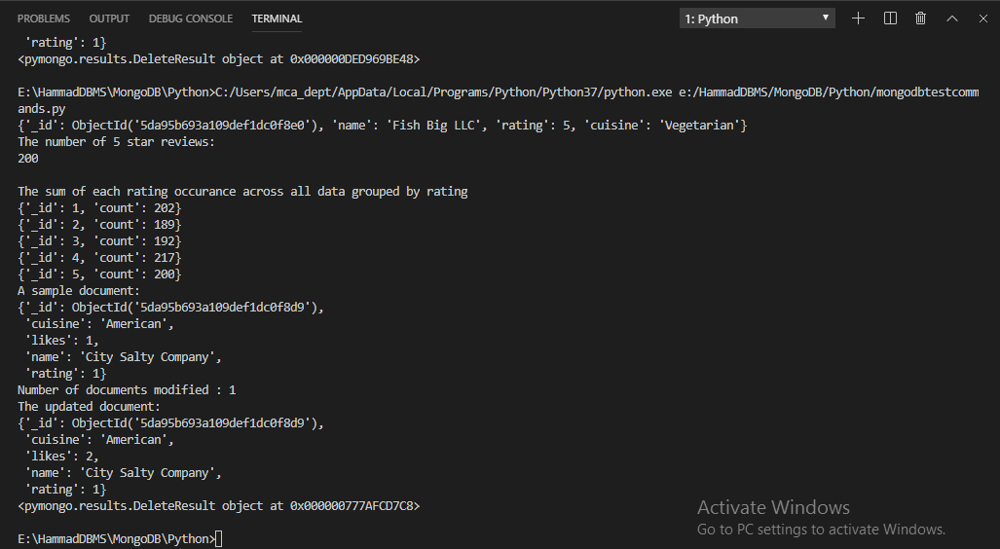 PROBLEMS OUTPUT DEBUG CONSOLE TERMINAL 1: Python
 'rating': 1}
<pymongo.results.DeleteResult object at 0x000000DED969BE48>
E:\HammadDBMS\MongoDB\Python>C:/Users/mca_dept/AppData/Local/Programs/Python/Python37/python.exe e:/HammadDBMS/MongoDB/Python/mongodbtestcomm
ands.py
{'_id': ObjectId('5da95b693a109def1dc0f8e0'), 'name': 'Fish Big LLC', 'rating': 5, 'cuisine': 'Vegetarian'}
The number of 5 star reviews:
200
The sum of each rating occurance across all data grouped by rating
{'_id': 1, 'count': 202}
{'_id': 2, 'count': 189}
{'_id': 3, 'count': 192}
{'_id': 4, 'count': 217}
{'_id': 5, 'count': 200}
A sample document:
{'_id': ObjectId('5da95b693a109def1dc0f8d9'),
 'cuisine': 'American',
 'likes': 1,
 'name': 'City Salty Company',
 'rating': 1}
Number of documents modified : 1
The updated document:
{'_id': ObjectId('5da95b693a109def1dc0f8d9'),
 'cuisine': 'American',
 'likes': 2,
 'name': 'City Salty Company',
 'rating': 1}
<pymongo.results.DeleteResult object at 0x000000777AFCD7C8>
Activate Windows
Go to PC settings to activate Windows.
E:\HammadDBMS\MongoDB\Python>